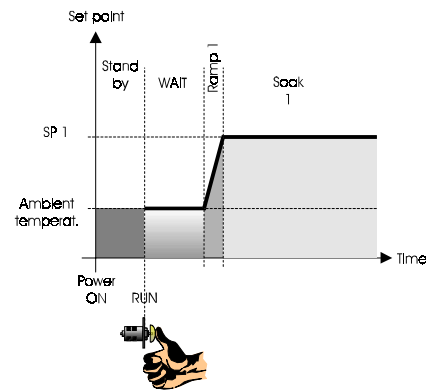 Set point
Stand
by
WAIT
Ramp 1
Soak
1
SP 1
Ambient
temperat.
Time
Power
ON
RUN